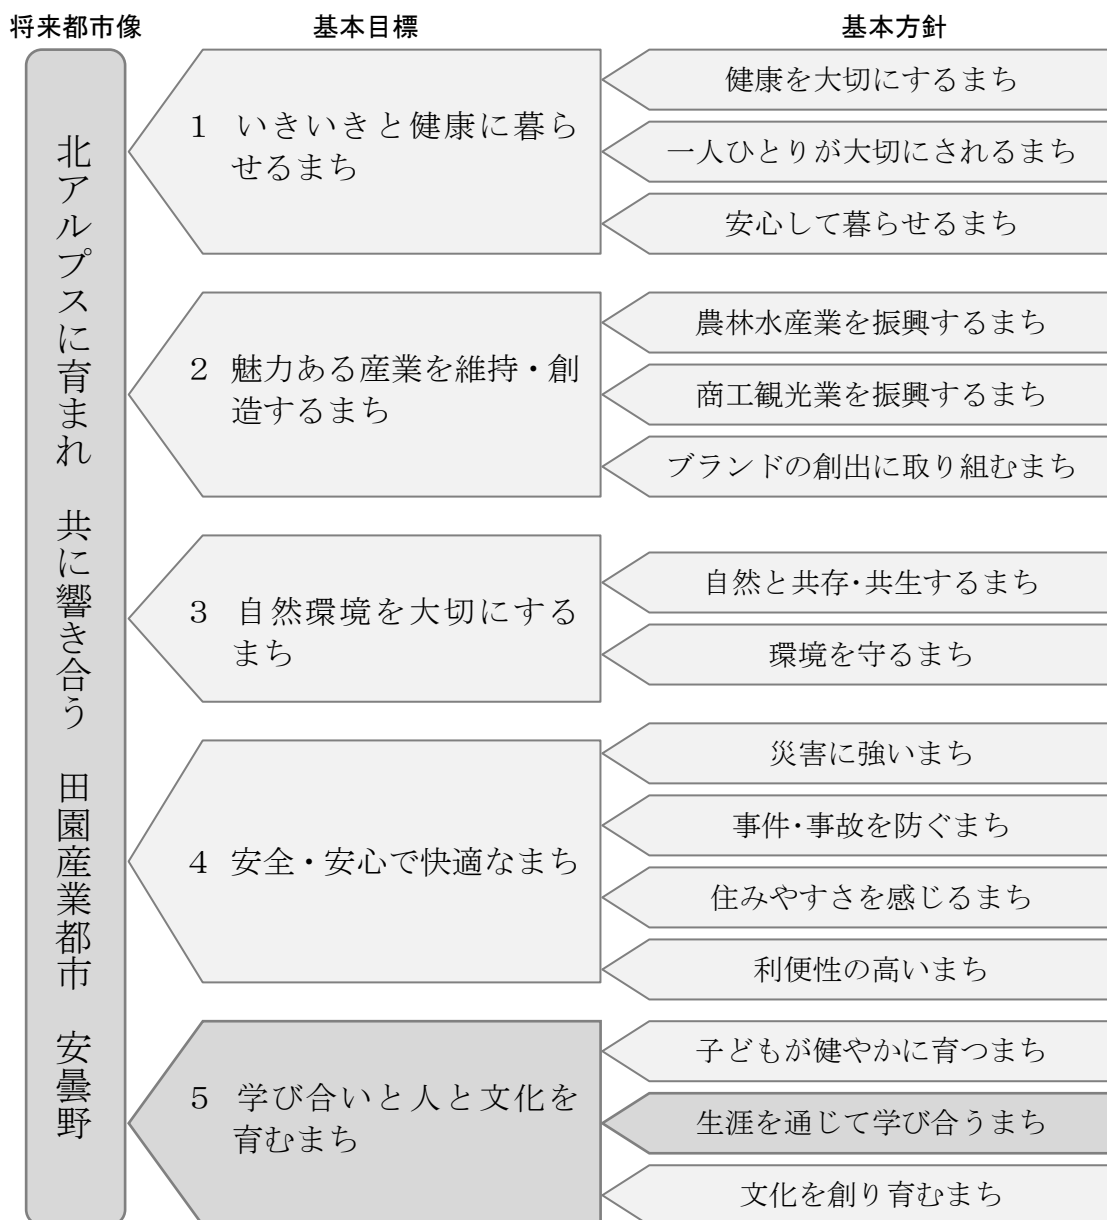 将来都市像
基本目標
基本方針
北アルプスに育まれ 共に響き合う 田園産業都市 安曇野
1 いきいきと健康に暮ら
せるまち
健康を大切にするまち
一人ひとりが大切にされるまち
安心して暮らせるまち
2 魅力ある産業を維持・創
造するまち
農林水産業を振興するまち
商工観光業を振興するまち
ブランドの創出に取り組むまち
3 自然環境を大切にする
まち
自然と共存・共生するまち
環境を守るまち
4 安全・安心で快適なまち
災害に強いまち
事件・事故を防ぐまち
住みやすさを感じるまち
利便性の高いまち
5 学び合いと人と文化を
育むまち
子どもが健やかに育つまち
生涯を通じて学び合うまち
文化を創り育むまち